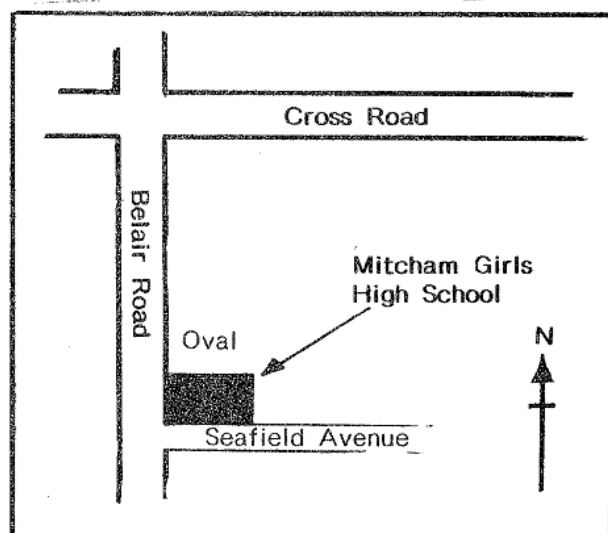 Cross Road
Belair Road
Mitcham Girls
High School
Oval
N
Seafield Avenue